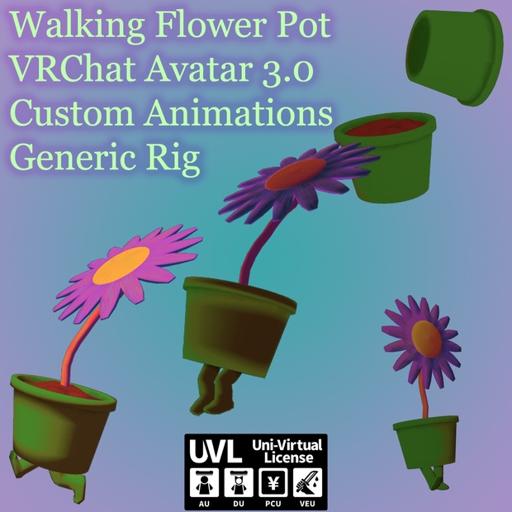 Walking Flower Pot
VRChat Avatar 3.0
Custom Animations
Generic Rig
UVL Uni-Virtual License
AU DU PCU VEU